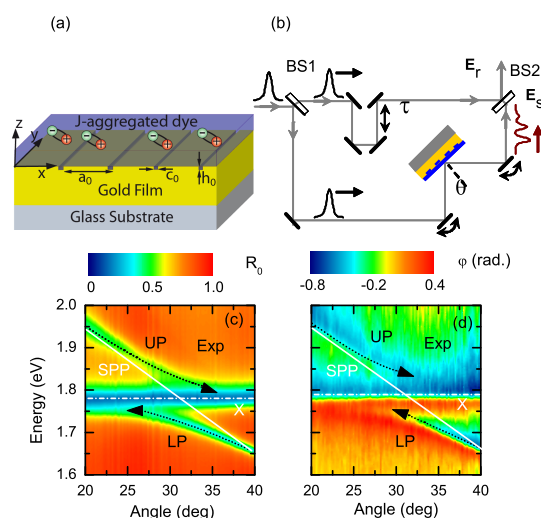 (a)
(b)
BS1
E_r
BS2
E_s
τ
θ
J-aggregated dye
z
y
x
a_0
c_0
h_0
Gold Film
Glass Substrate
R_0
0 0.5 1.0
φ (rad.)
-0.8 -0.2 0.4
(c)
UP
Exp
SPP
X
LP
2.0
1.9
1.8
1.7
1.6
Energy (eV)
20 25 30 35 40
Angle (deg)
(d)
UP
Exp
SPP
X
LP
20 25 30 35 40
Angle (deg)